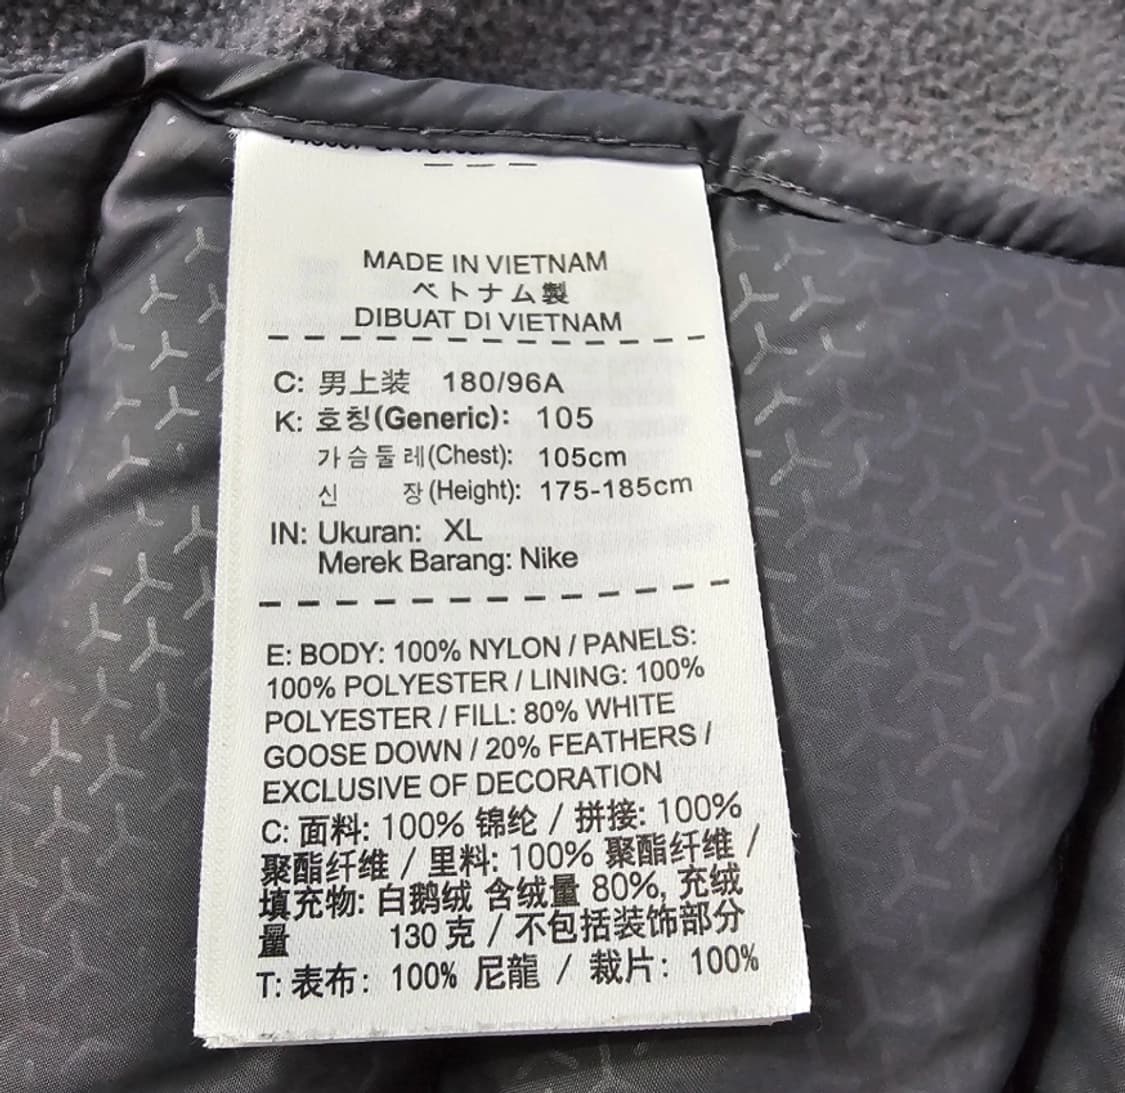 MADE IN VIETNAM
ベトナム製
DIBUAT DI VIETNAM
C: 男上装 180/96A
K: 호칭(Generic): 105
가슴둘레(Chest): 105cm
신 장(Height): 175-185cm
IN: Ukuran: XL
Merek Barang: Nike
E: BODY: 100% NYLON / PANELS:
100% POLYESTER / LINING: 100%
POLYESTER / FILL: 80% WHITE
GOOSE DOWN / 20% FEATHERS /
EXCLUSIVE OF DECORATION
C: 面料: 100% 锦纶 / 拼接: 100%
聚酯纤维 / 里料: 100% 聚酯纤维 /
填充物: 白鹅绒 含绒量 80%, 充绒
量 130 克 / 不包括装饰部分
T: 表布: 100% 尼龍 / 裁片: 100%